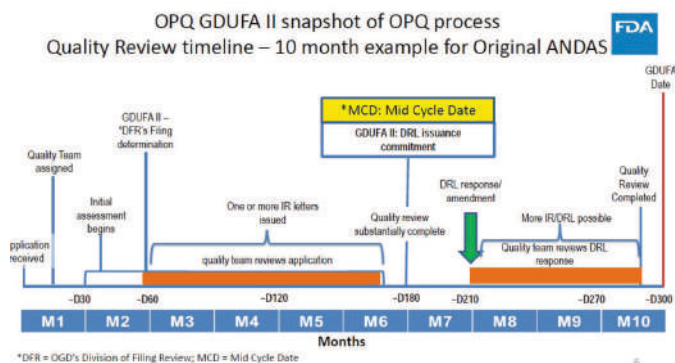 OPQ GDUFA II snapshot of OPQ process
Quality Review timeline – 10 month example for Original ANDAS
FDA
GDUFA
Date
*MCD: Mid Cycle Date
GDUFA II: DRL issuance
commitment
GDUFA II –
*DFR's Filing
determination
Quality Team
assigned
Initial
assessment
begins
pplication
received
One or more IR letters
issued
quality team reviews application
Quality review
substantially complete
DRL response/
amendment
More IR/DRL possible
Quality team reviews DRL
response
Quality
Review
Completed
~D30
~D60
~D120
~D180
~D210
~D270
~D300
M1
M2
M3
M4
M5
M6
M7
M8
M9
M10
Months
*DFR = OGD's Division of Filing Review; MCD = Mid Cycle Date